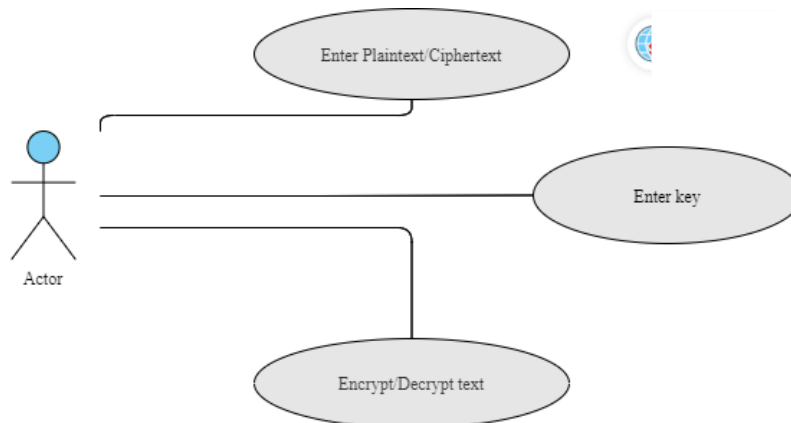 Enter Plaintext/Ciphertext
Enter key
Actor
Encrypt/Decrypt text